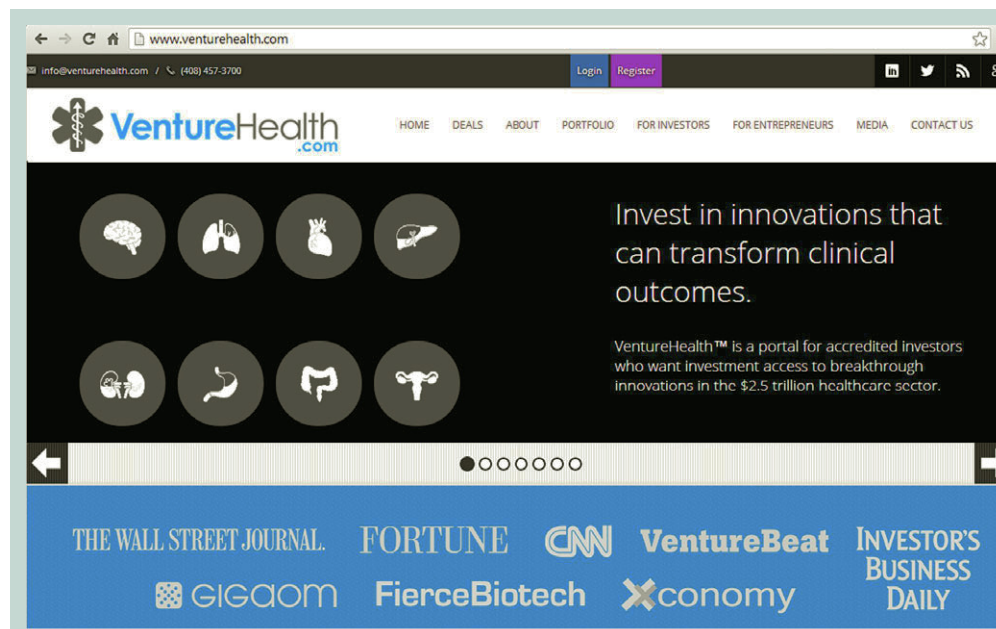 www.venturehealth.com
info@venturehealth.com / (408) 457-3700
Login Register
in
VentureHealth
.com
HOME DEALS ABOUT PORTFOLIO FOR INVESTORS FOR ENTREPRENEURS MEDIA CONTACT US
Invest in innovations that
can transform clinical
outcomes.
VentureHealth™ is a portal for accredited investors
who want investment access to breakthrough
innovations in the $2.5 trillion healthcare sector.
THE WALL STREET JOURNAL.
FORTUNE
CNN
VentureBeat
INVESTOR'S
BUSINESS
DAILY
GIGAOM
FierceBiotech
Xconomy